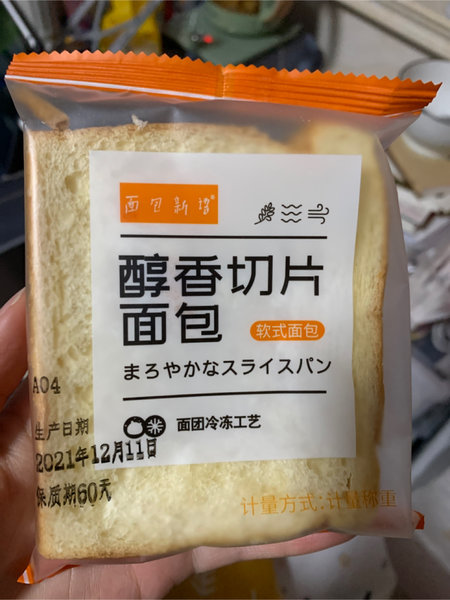 面包新语®
醇香切片
面包
软式面包
まろやかなスライスパン
面团冷冻工艺
A04
生产日期
2021年12月11日
保质期60天
计量方式:计量称重